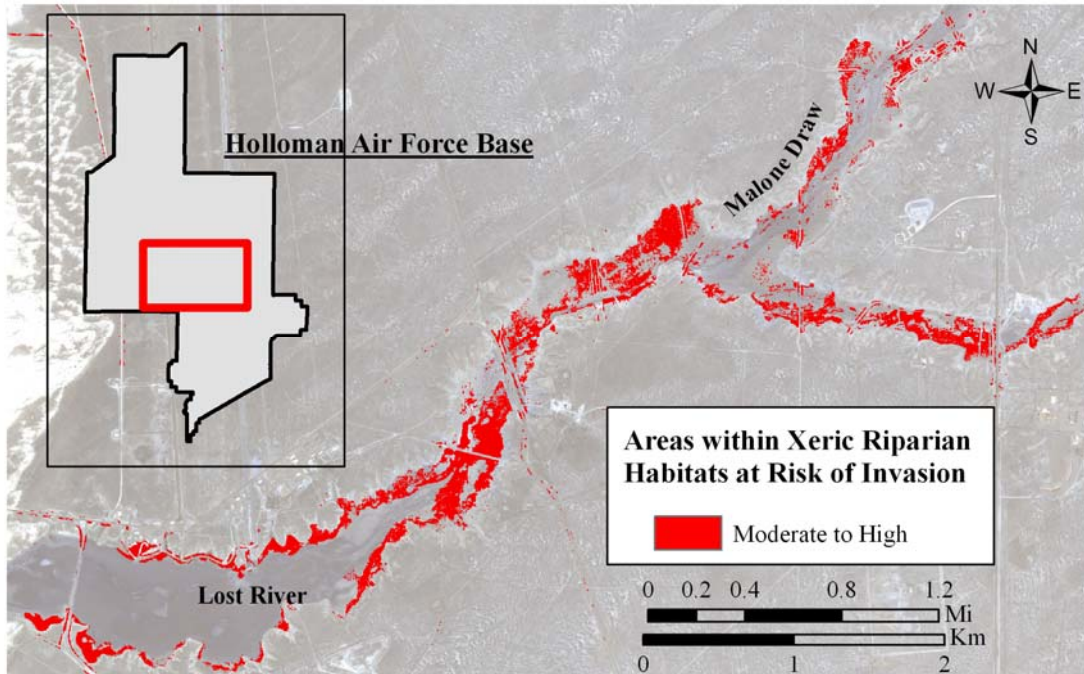 Holloman Air Force Base
N
W E
S
Malone Draw
Lost River
Areas within Xeric Riparian
Habitats at Risk of Invasion
Moderate to High
0 0.2 0.4 0.8 1.2
Mi
Km
0 1 2